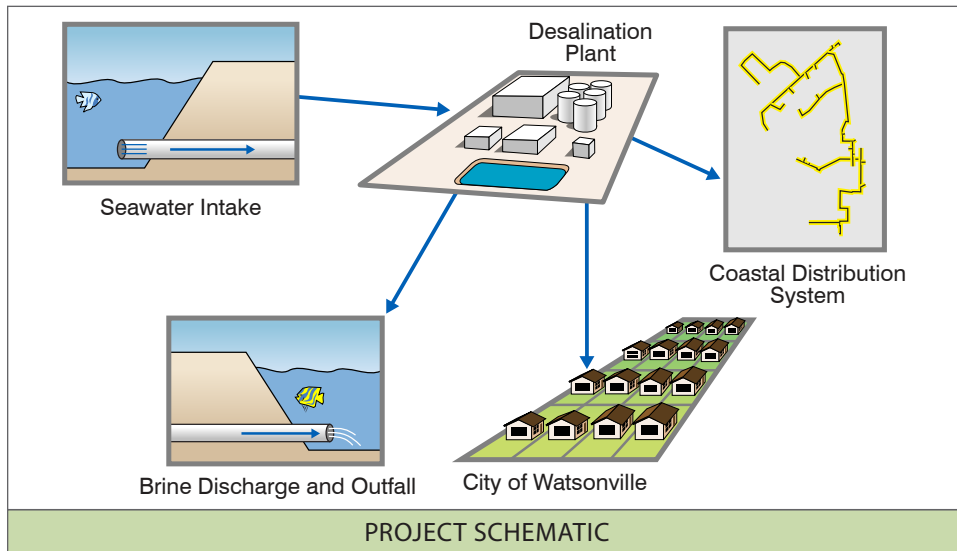 Desalination
Plant
Seawater Intake
Coastal Distribution
System
Brine Discharge and Outfall
City of Watsonville
PROJECT SCHEMATIC